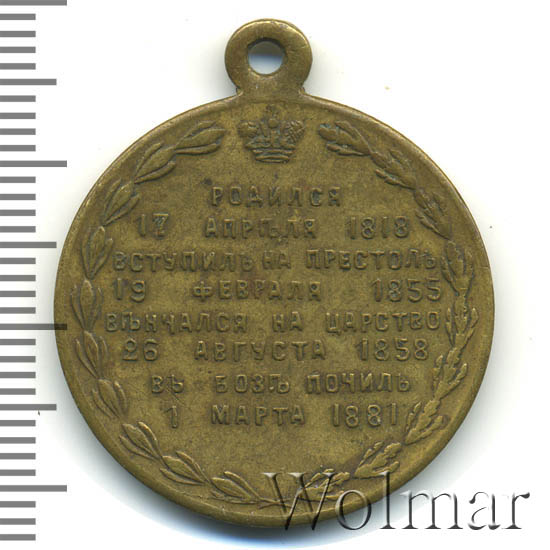 РОДИЛСЯ
17 АПРѢЛЯ 1818
ВСТУПИЛЪ НА ПРЕСТОЛЪ
19 ФЕВРАЛЯ 1855
ВѢНЧАЛСЯ НА ЦАРСТВО
26 АВГУСТА 1858
ВЪ БОЗѢ ПОЧИЛЪ
1 МАРТА 1881
Wolmar